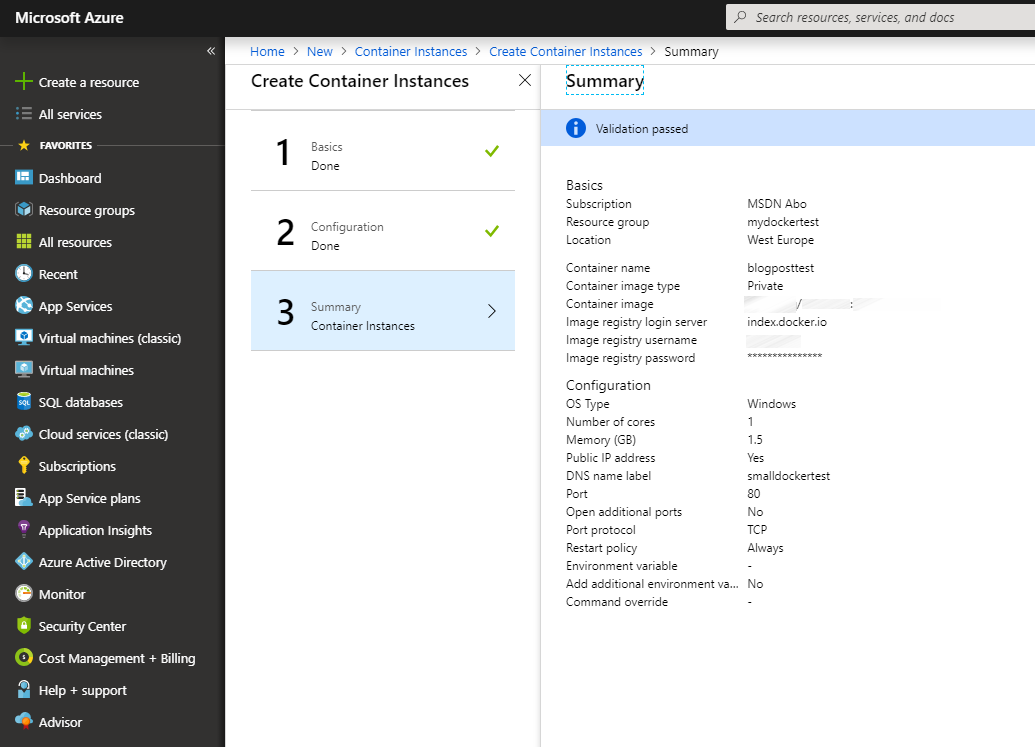 Microsoft Azure
Search resources, services, and docs
«
Create a resource
All services
FAVORITES
Dashboard
Resource groups
All resources
Recent
App Services
Virtual machines (classic)
Virtual machines
SQL databases
Cloud services (classic)
Subscriptions
App Service plans
Application Insights
Azure Active Directory
Monitor
Security Center
Cost Management + Billing
Help + support
Advisor
Home > New > Container Instances > Create Container Instances > Summary
Create Container Instances
1 Basics
Done
2 Configuration
Done
3 Summary
Container Instances
Summary
Validation passed
Basics
Subscription MSDN Abo
Resource group mydockertest
Location West Europe
Container name blogposttest
Container image type Private
Container image / :
Image registry login server index.docker.io
Image registry username
Image registry password ***************
Configuration
OS Type Windows
Number of cores 1
Memory (GB) 1.5
Public IP address Yes
DNS name label smalldockertest
Port 80
Open additional ports No
Port protocol TCP
Restart policy Always
Environment variable -
Add additional environment va... No
Command override -